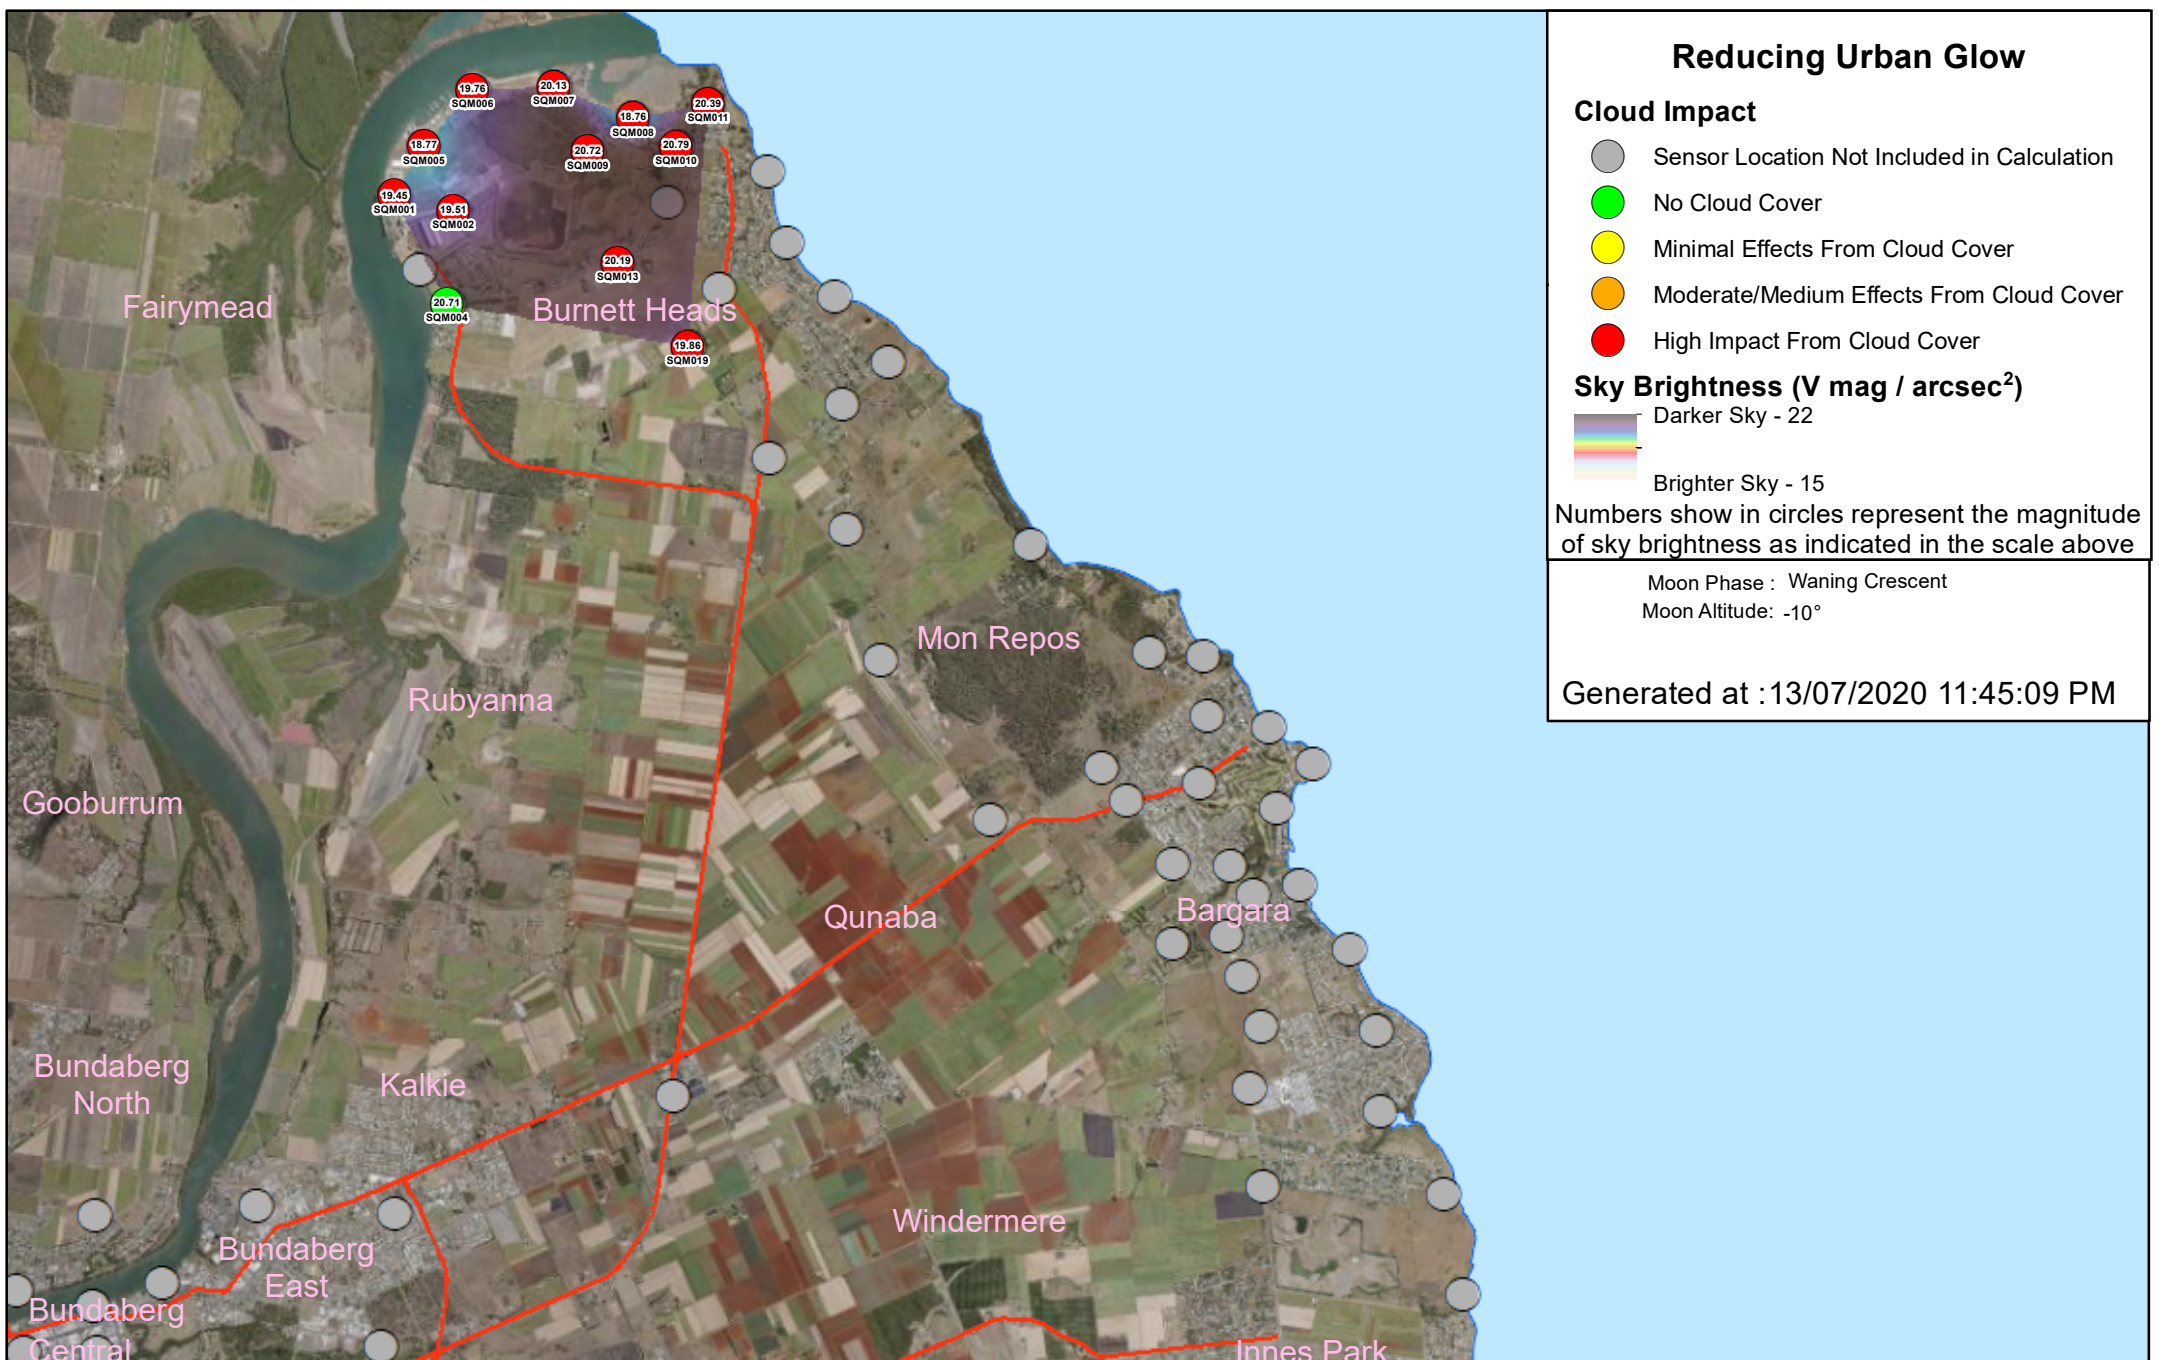 Reducing Urban Glow
Cloud Impact
Sensor Location Not Included in Calculation
No Cloud Cover
Minimal Effects From Cloud Cover
Moderate/Medium Effects From Cloud Cover
High Impact From Cloud Cover
Sky Brightness (V mag / arcsec²)
Darker Sky - 22
Brighter Sky - 15
Numbers show in circles represent the magnitude
of sky brightness as indicated in the scale above
Moon Phase : Waning Crescent
Moon Altitude: -10°
Generated at :13/07/2020 11:45:09 PM
19.76
SQM006
20.13
SQM007
18.76
SQM008
20.39
SQM011
18.77
SQM005
20.72
SQM009
20.79
SQM010
19.45
SQM001
19.51
SQM002
20.19
SQM013
20.71
SQM004
19.86
SQM019
Fairymead
Burnett Heads
Mon Repos
Rubyanna
Gooburrum
Qunaba
Bargara
Bundaberg
North
Kalkie
Windermere
Bundaberg
East
Bundaberg
Central
Innes Park